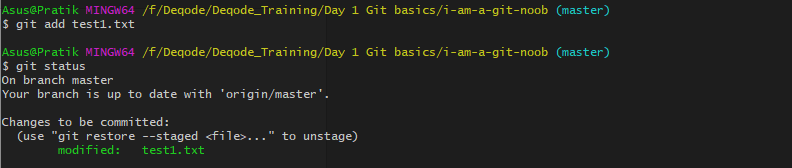 Asus@Pratik MINGW64 /f/Deqode/Deqode_Training/Day 1 Git basics/i-am-a-git-noob (master)
$ git add test1.txt

Asus@Pratik MINGW64 /f/Deqode/Deqode_Training/Day 1 Git basics/i-am-a-git-noob (master)
$ git status
On branch master
Your branch is up to date with 'origin/master'.

Changes to be committed:
  (use "git restore --staged <file>..." to unstage)
        modified:   test1.txt